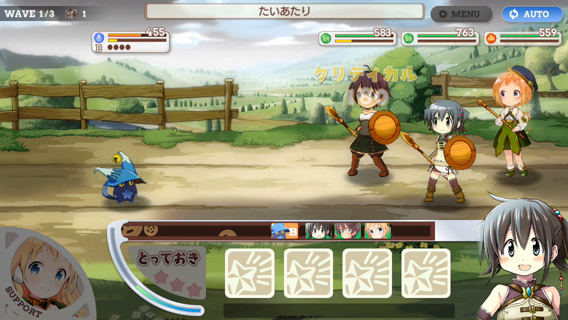 WAVE 1/3
1
たいあたり
MENU
AUTO
455
583
763
559
クリティカル
とっておき
SUPPORT